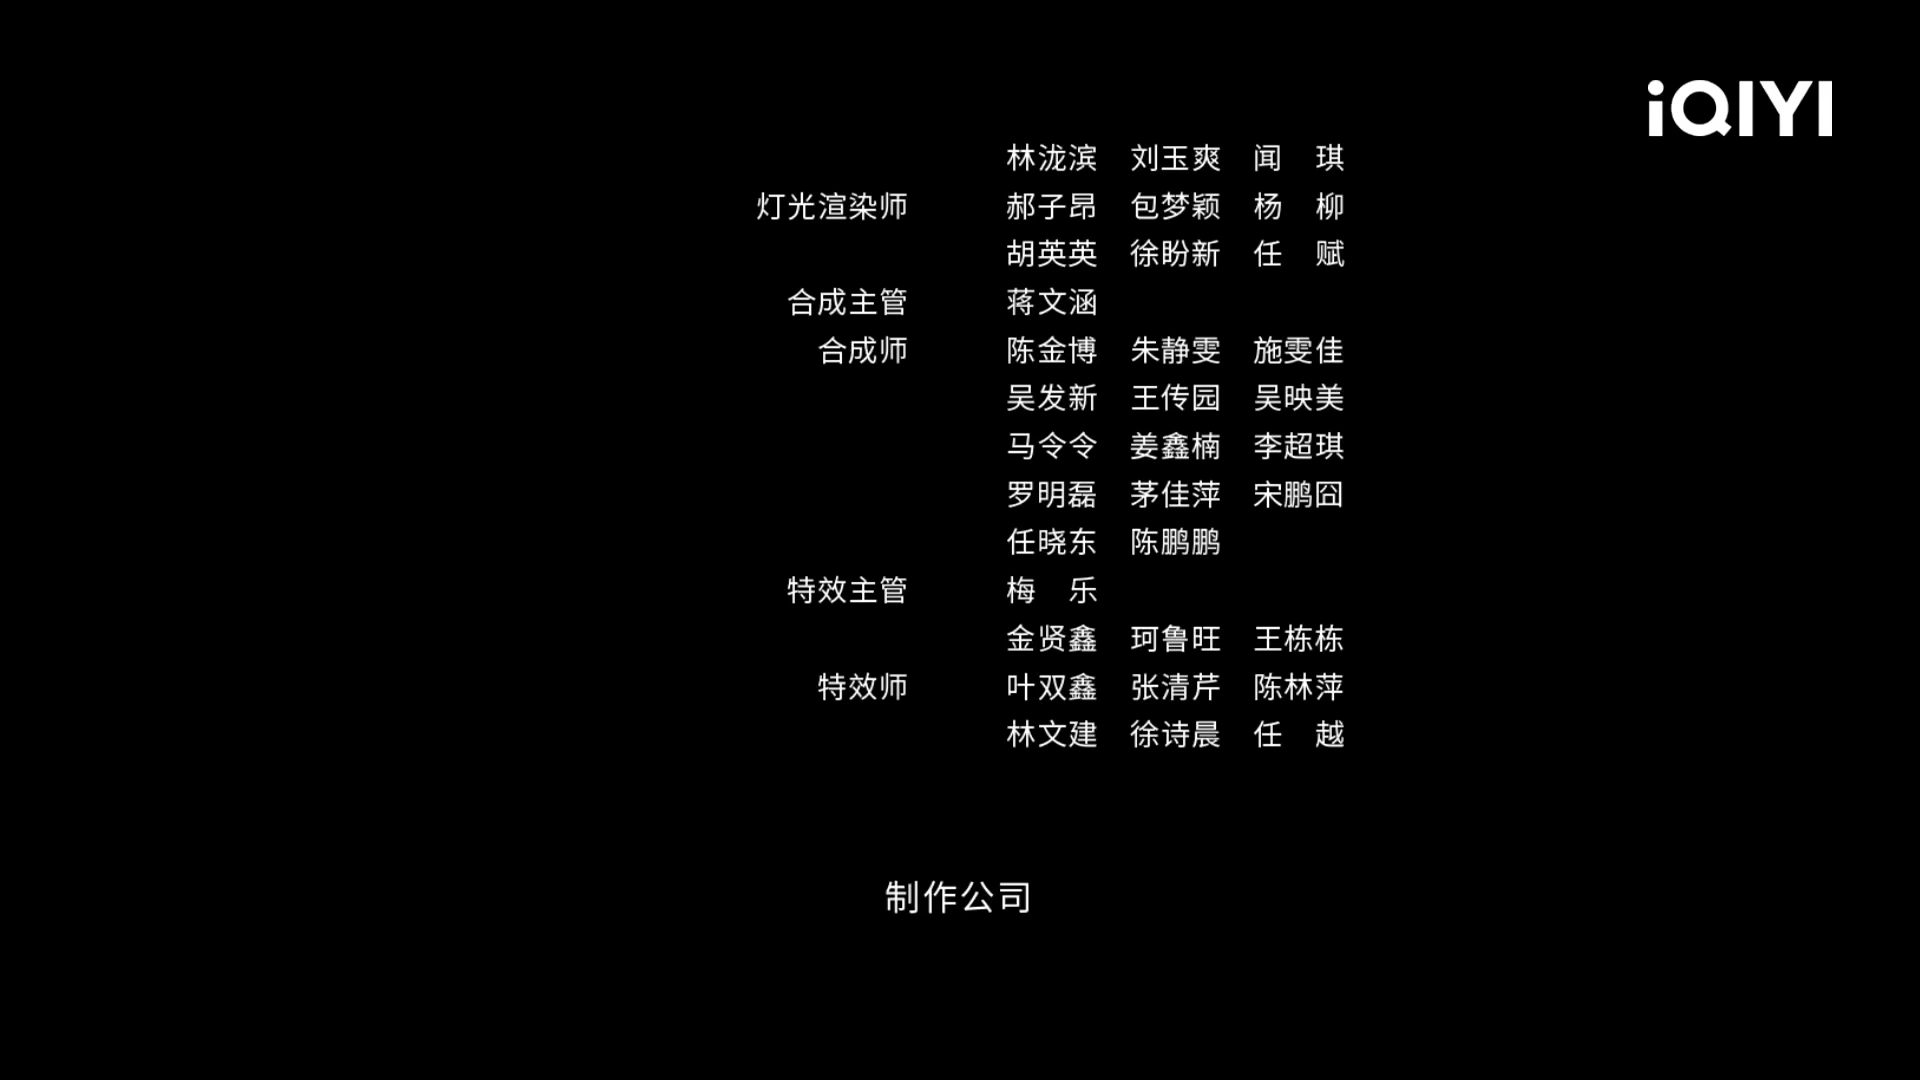 iQIYI
林泷滨 刘玉爽 闻 琪
灯光渲染师 郝子昂 包梦颖 杨 柳
胡英英 徐盼新 任 赋
合成主管 蒋文涵
合成师 陈金博 朱静雯 施雯佳
吴发新 王传园 吴映美
马令令 姜鑫楠 李超琪
罗明磊 茅佳萍 宋鹏囧
任晓东 陈鹏鹏
特效主管 梅 乐
金贤鑫 珂鲁旺 王栋栋
特效师 叶双鑫 张清芹 陈林萍
林文建 徐诗晨 任 越
制作公司